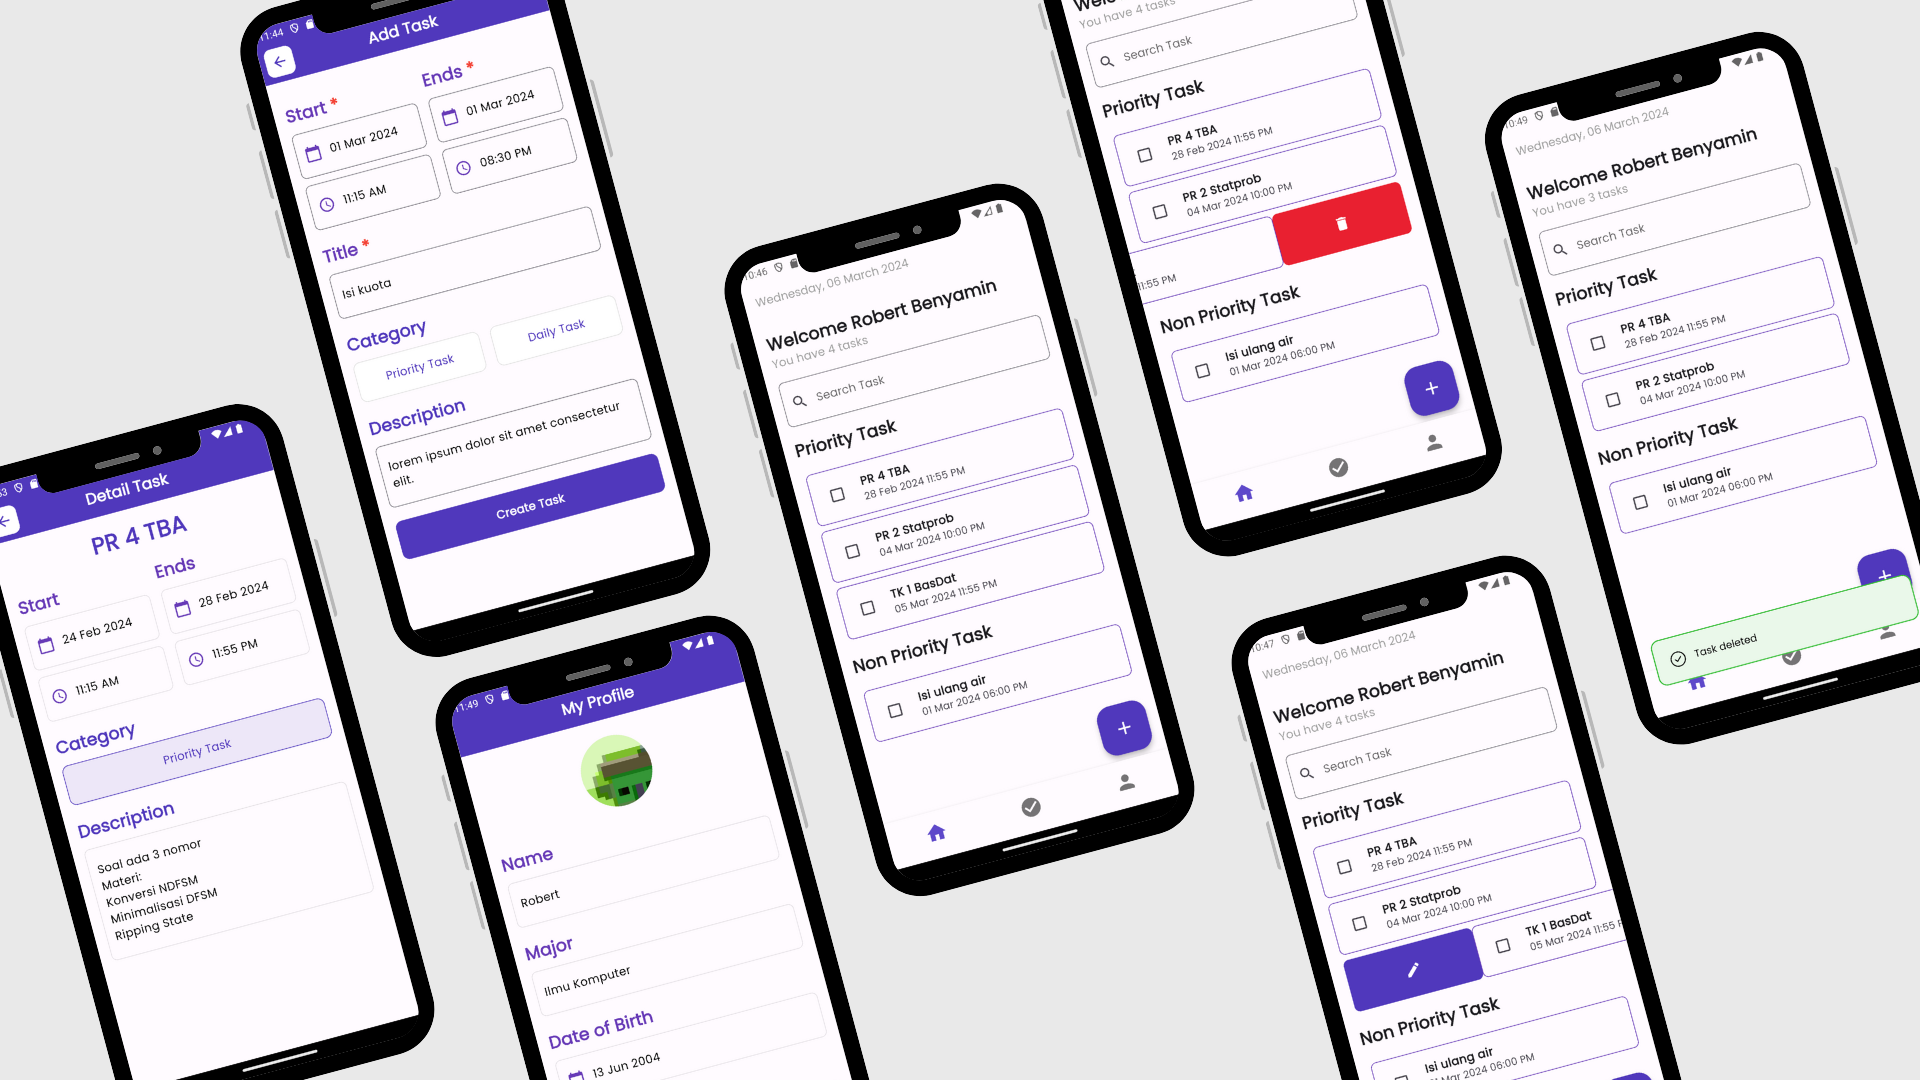 Detail Task
PR 4 TBA
Start
Ends
24 Feb 2024
28 Feb 2024
11:15 AM
11:55 PM
Category
Priority Task
Description
Soal ada 3 nomor
Materi:
Konversi NDFSM
Minimalisasi DFSM
Ripping State
11:44
Add Task
Start *
Ends *
01 Mar 2024
01 Mar 2024
11:15 AM
08:30 PM
Title *
Isi kuota
Category
Priority Task
Daily Task
Description
lorem ipsum dolor sit amet consectetur
elit.
Create Task
11:49
My Profile
Name
Robert
Major
Ilmu Komputer
Date of Birth
13 Jun 2004
10:46
Wednesday, 06 March 2024
Welcome Robert Benyamin
You have 4 tasks
Search Task
Priority Task
PR 4 TBA
28 Feb 2024 11:55 PM
PR 2 Statprob
04 Mar 2024 10:00 PM
TK 1 BasDat
05 Mar 2024 11:55 PM
Non Priority Task
Isi ulang air
01 Mar 2024 06:00 PM
You have 4 tasks
Search Task
Priority Task
PR 4 TBA
28 Feb 2024 11:55 PM
PR 2 Statprob
04 Mar 2024 10:00 PM
11:55 PM
Non Priority Task
Isi ulang air
01 Mar 2024 06:00 PM
10:47
Wednesday, 06 March 2024
Welcome Robert Benyamin
You have 4 tasks
Search Task
Priority Task
PR 4 TBA
28 Feb 2024 11:55 PM
PR 2 Statprob
04 Mar 2024 10:00 PM
TK 1 BasDat
05 Mar 2024 11:55
Non Priority Task
Isi ulang air
01 Mar 2024 06:00 PM
10:49
Wednesday, 06 March 2024
Welcome Robert Benyamin
You have 3 tasks
Search Task
Priority Task
PR 4 TBA
28 Feb 2024 11:55 PM
PR 2 Statprob
04 Mar 2024 10:00 PM
Non Priority Task
Isi ulang air
01 Mar 2024 06:00 PM
Task deleted